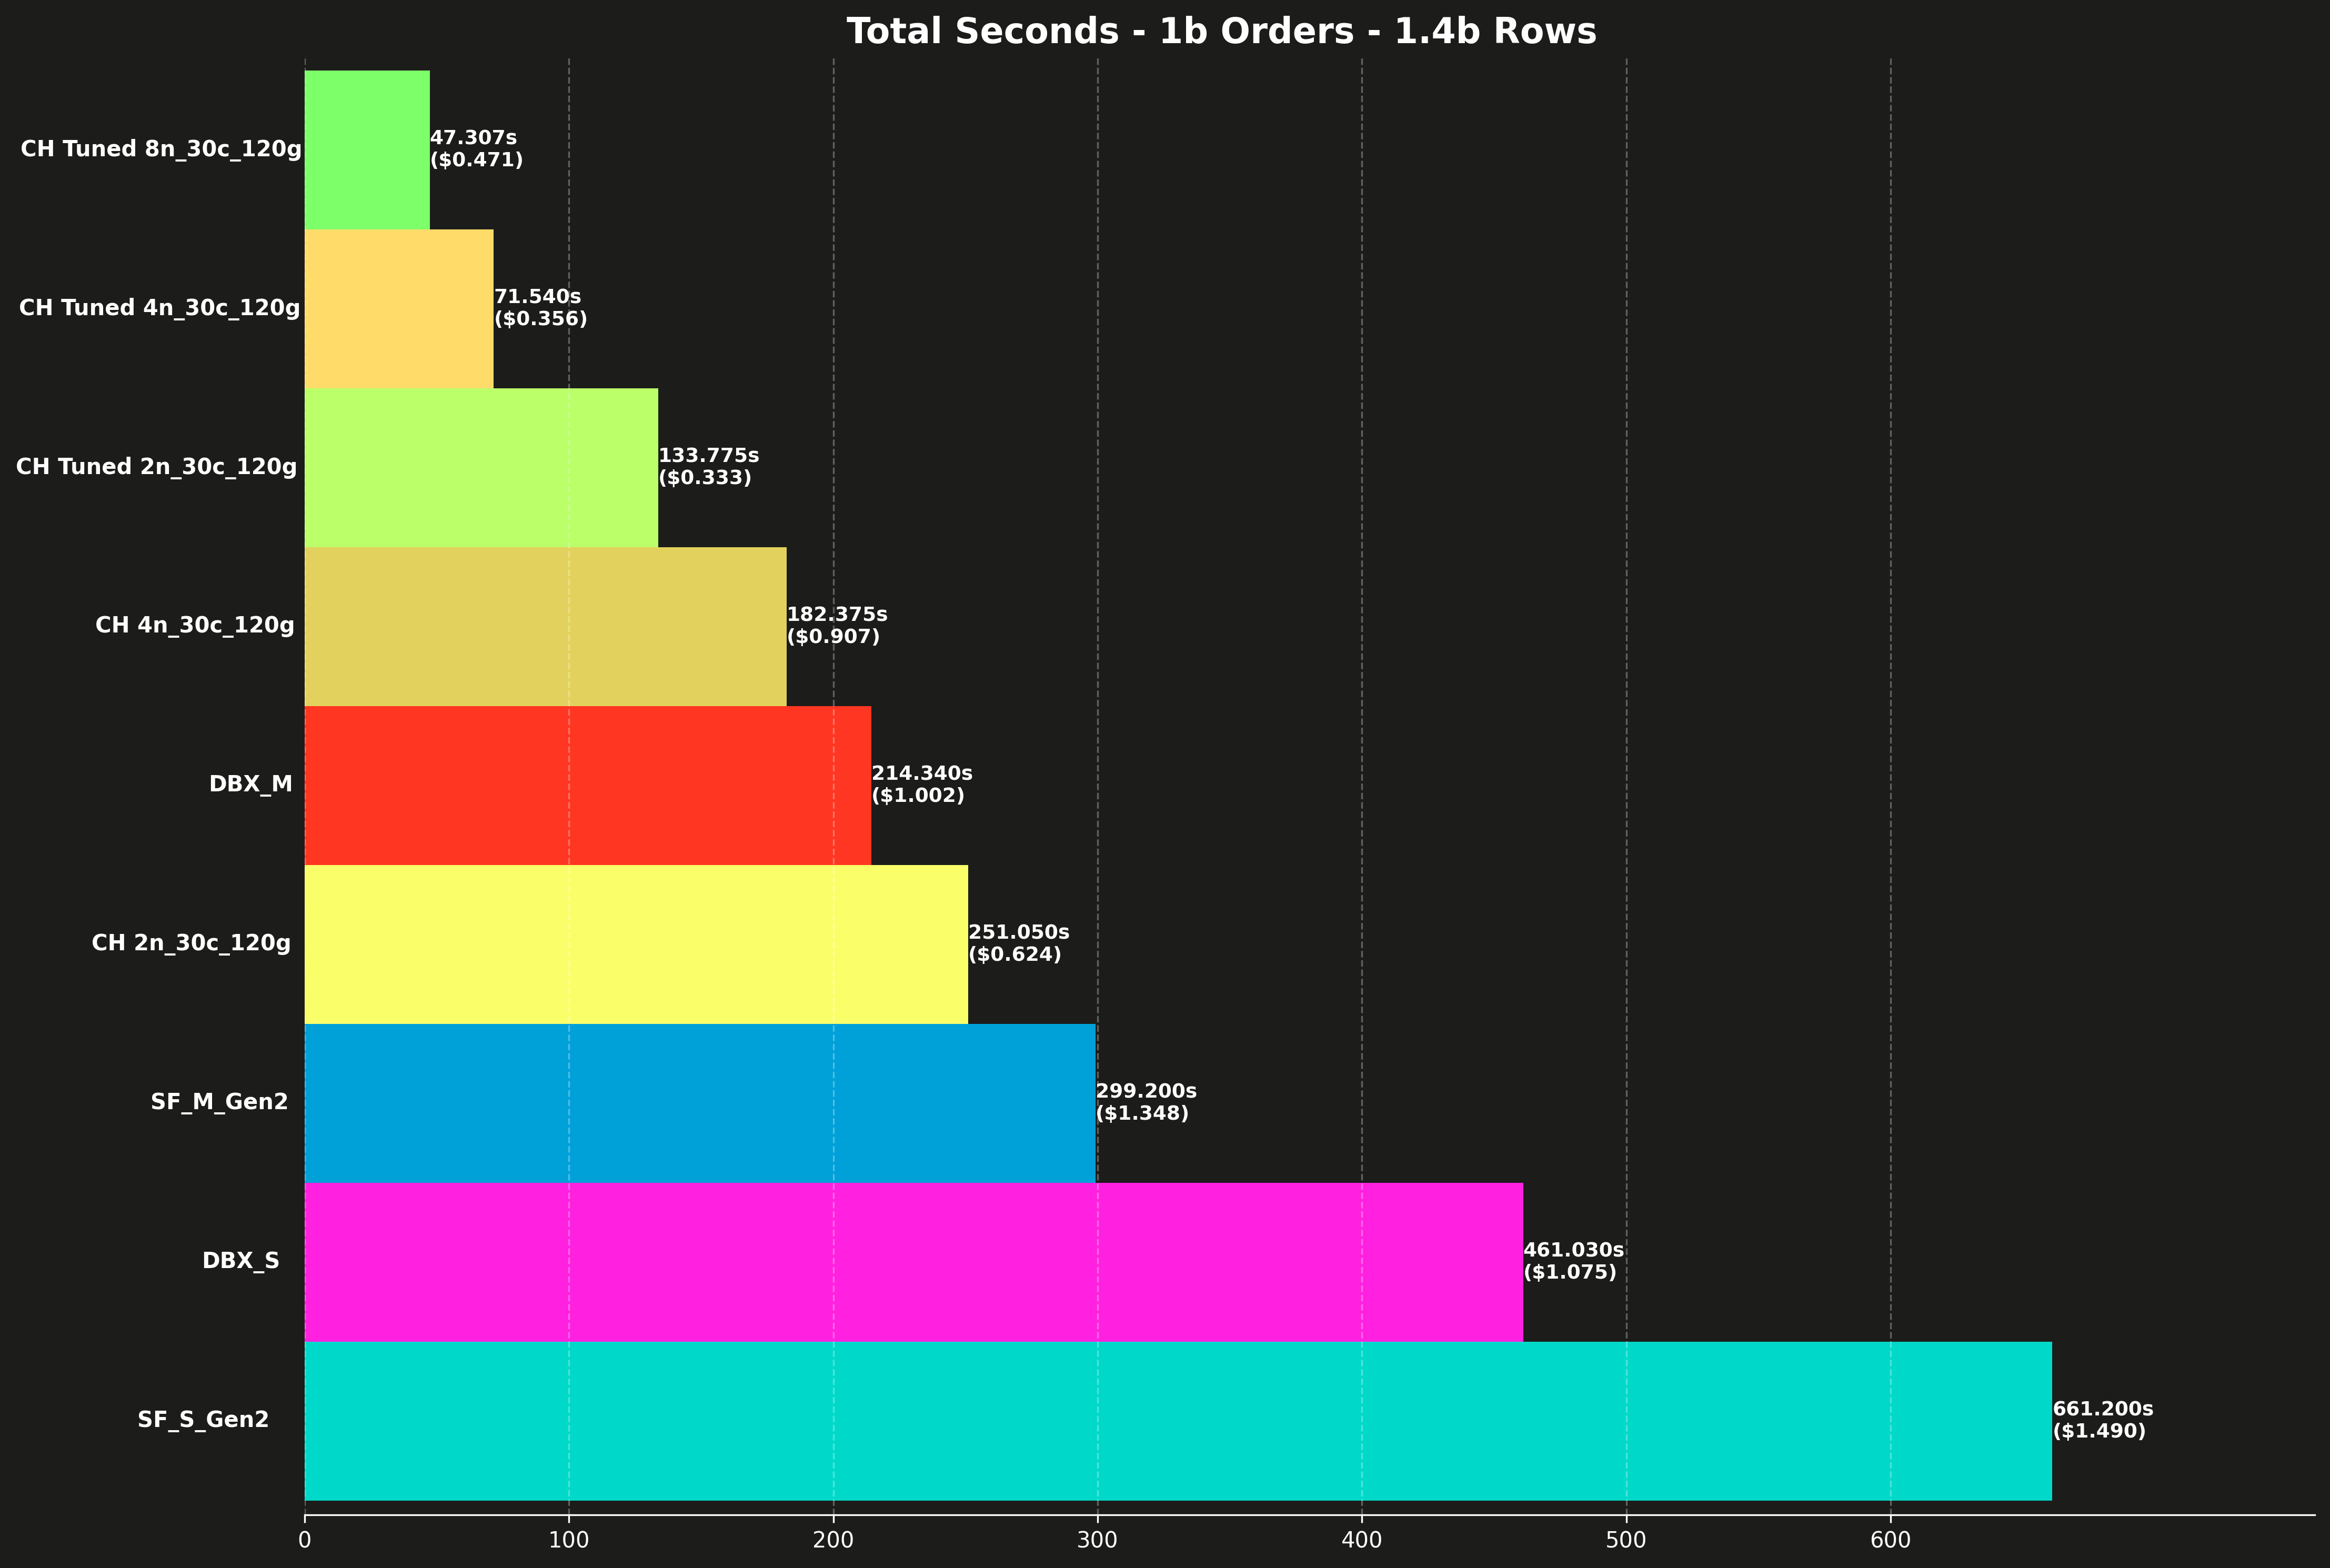 Total Seconds - 1b Orders - 1.4b Rows
CH Tuned 8n_30c_120g
47.307s
($0.471)
CH Tuned 4n_30c_120g
71.540s
($0.356)
CH Tuned 2n_30c_120g
133.775s
($0.333)
CH 4n_30c_120g
182.375s
($0.907)
DBX_M
214.340s
($1.002)
CH 2n_30c_120g
251.050s
($0.624)
SF_M_Gen2
299.200s
($1.348)
DBX_S
461.030s
($1.075)
SF_S_Gen2
661.200s
($1.490)
0 100 200 300 400 500 600